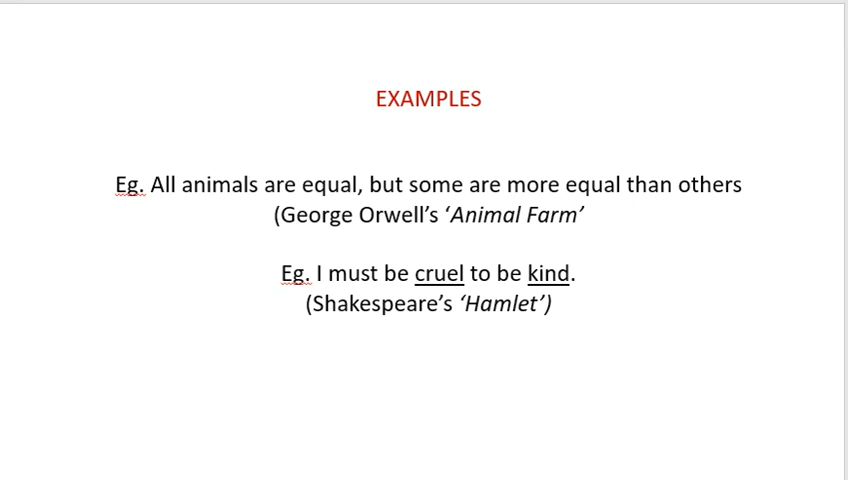 EXAMPLES
Eg. All animals are equal, but some are more equal than others
(George Orwell’s ‘Animal Farm’
Eg. I must be cruel to be kind.
(Shakespeare’s ‘Hamlet’)